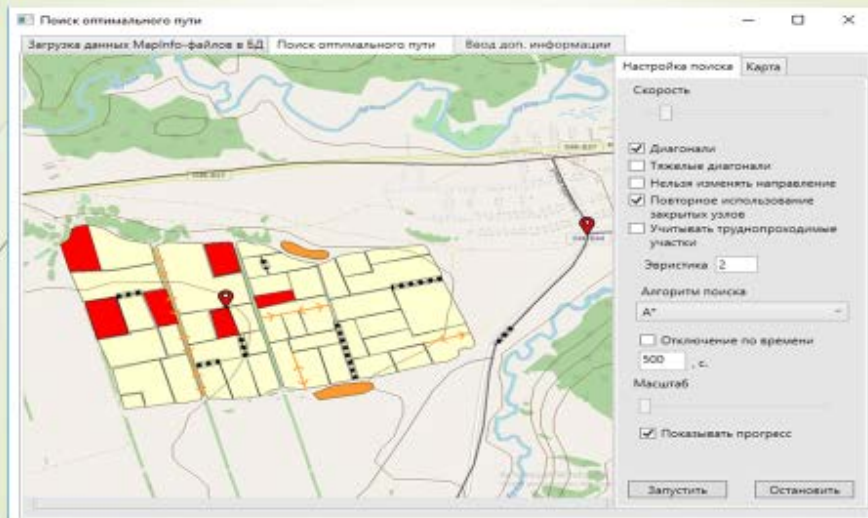 Поиск оптимального пути
Загрузка данных MapInfo-файлов в БД
Поиск оптимального пути
Ввод доп. информации
Настройка поиска
Карта
Скорость
Диагонали
Тяжелые диагонали
Нельзя изменять направление
Повторное использование
закрытых узлов
Учитывать труднопроходимые
участки
Эвристика 2
Алгоритм поиска
A*
Отключение по времени
500 , с.
Масштаб
Показывать прогресс
Запустить
Остановить